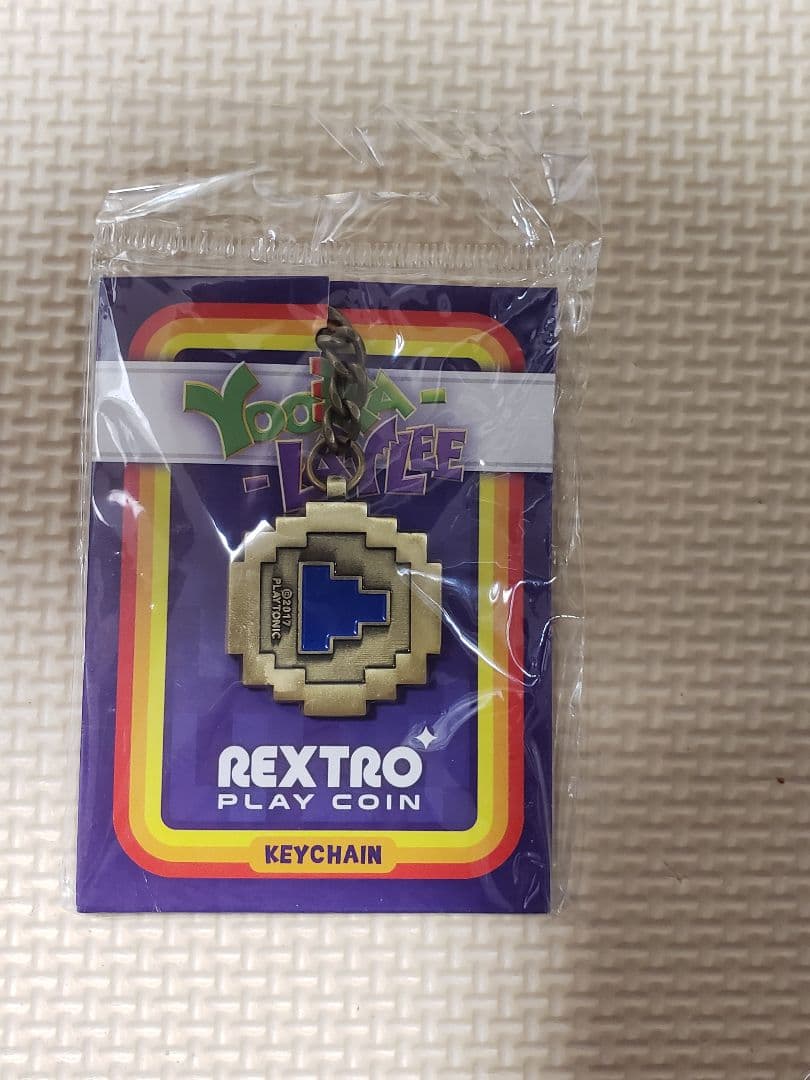 YOOKA-
-LAYLEE
©2017
PLAYTONIC
REXTRO
PLAY COIN
KEYCHAIN